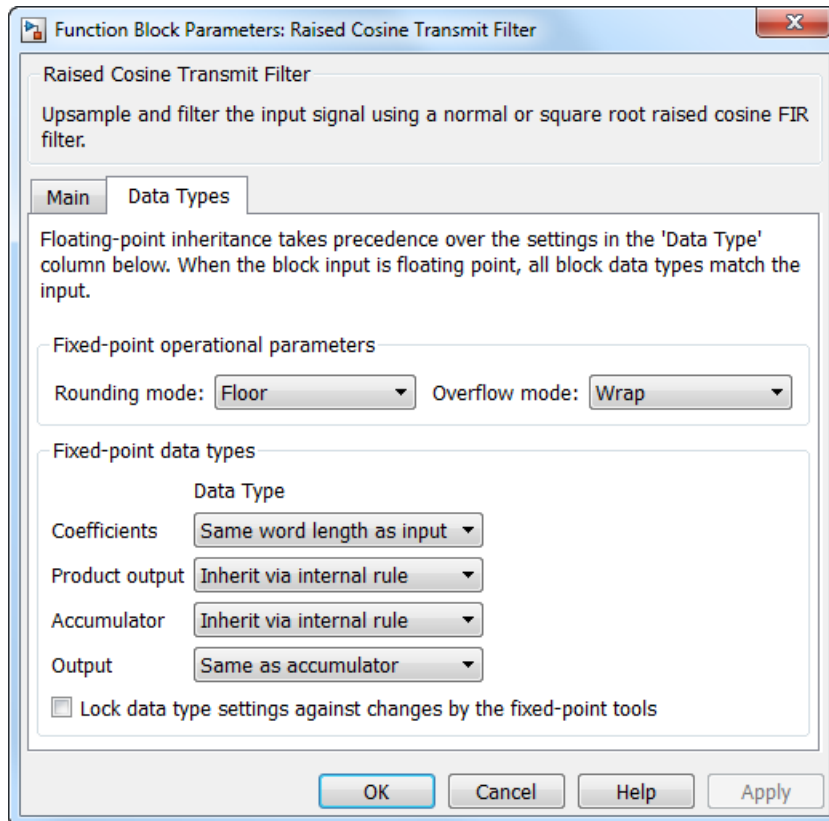 Function Block Parameters: Raised Cosine Transmit Filter
Raised Cosine Transmit Filter
Upsample and filter the input signal using a normal or square root raised cosine FIR
filter.
Main Data Types
Floating-point inheritance takes precedence over the settings in the 'Data Type'
column below. When the block input is floating point, all block data types match the
input.
Fixed-point operational parameters
Rounding mode: Floor Overflow mode: Wrap
Fixed-point data types
Data Type
Coefficients Same word length as input
Product output Inherit via internal rule
Accumulator Inherit via internal rule
Output Same as accumulator
Lock data type settings against changes by the fixed-point tools
OK Cancel Help Apply